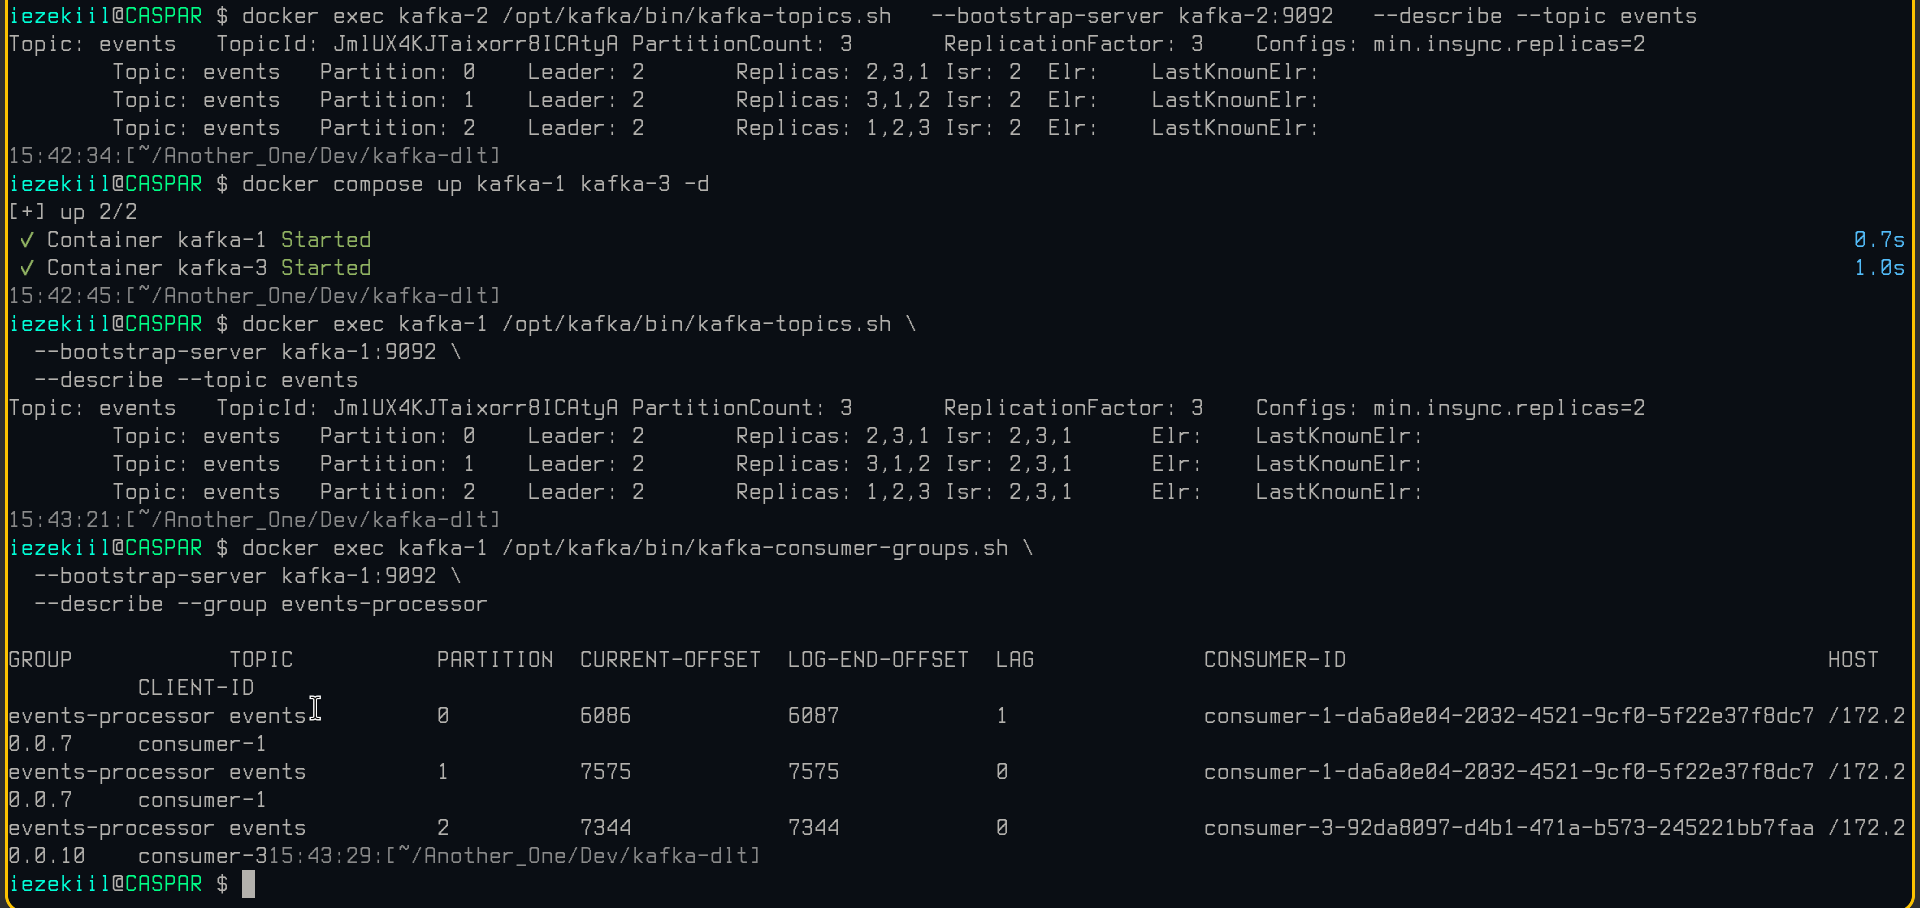 iezekiil@CASPAR $ docker exec kafka-2 /opt/kafka/bin/kafka-topics.sh   --bootstrap-server kafka-2:9092   --describe --topic events
Topic: events   TopicId: JmlUX4KJTaixorr8ICAtyA PartitionCount: 3       ReplicationFactor: 3    Configs: min.insync.replicas=2
        Topic: events   Partition: 0    Leader: 2       Replicas: 2,3,1 Isr: 2  Elr:    LastKnownElr:
        Topic: events   Partition: 1    Leader: 2       Replicas: 3,1,2 Isr: 2  Elr:    LastKnownElr:
        Topic: events   Partition: 2    Leader: 2       Replicas: 1,2,3 Isr: 2  Elr:    LastKnownElr:
15:42:34:[~/Another_One/Dev/kafka-dlt]
iezekiil@CASPAR $ docker compose up kafka-1 kafka-3 -d
[+] up 2/2
 ✓ Container kafka-1 Started 0.7s
 ✓ Container kafka-3 Started 1.0s
15:42:45:[~/Another_One/Dev/kafka-dlt]
iezekiil@CASPAR $ docker exec kafka-1 /opt/kafka/bin/kafka-topics.sh \
  --bootstrap-server kafka-1:9092 \
  --describe --topic events
Topic: events   TopicId: JmlUX4KJTaixorr8ICAtyA PartitionCount: 3       ReplicationFactor: 3    Configs: min.insync.replicas=2
        Topic: events   Partition: 0    Leader: 2       Replicas: 2,3,1 Isr: 2,3,1      Elr:    LastKnownElr:
        Topic: events   Partition: 1    Leader: 2       Replicas: 3,1,2 Isr: 2,3,1      Elr:    LastKnownElr:
        Topic: events   Partition: 2    Leader: 2       Replicas: 1,2,3 Isr: 2,3,1      Elr:    LastKnownElr:
15:43:21:[~/Another_One/Dev/kafka-dlt]
iezekiil@CASPAR $ docker exec kafka-1 /opt/kafka/bin/kafka-consumer-groups.sh \
  --bootstrap-server kafka-1:9092 \
  --describe --group events-processor
GROUP            TOPIC           PARTITION  CURRENT-OFFSET  LOG-END-OFFSET  LAG             CONSUMER-ID                                     HOST
          CLIENT-ID
events-processor events          0          6086            6087            1               consumer-1-da6a0e04-2032-4521-9cf0-5f22e37f8dc7 /172.2
0.0.7     consumer-1
events-processor events          1          7575            7575            0               consumer-1-da6a0e04-2032-4521-9cf0-5f22e37f8dc7 /172.2
0.0.7     consumer-1
events-processor events          2          7344            7344            0               consumer-3-92da8097-d4b1-471a-b573-245221bb7faa /172.2
0.0.10    consumer-315:43:29:[~/Another_One/Dev/kafka-dlt]
iezekiil@CASPAR $